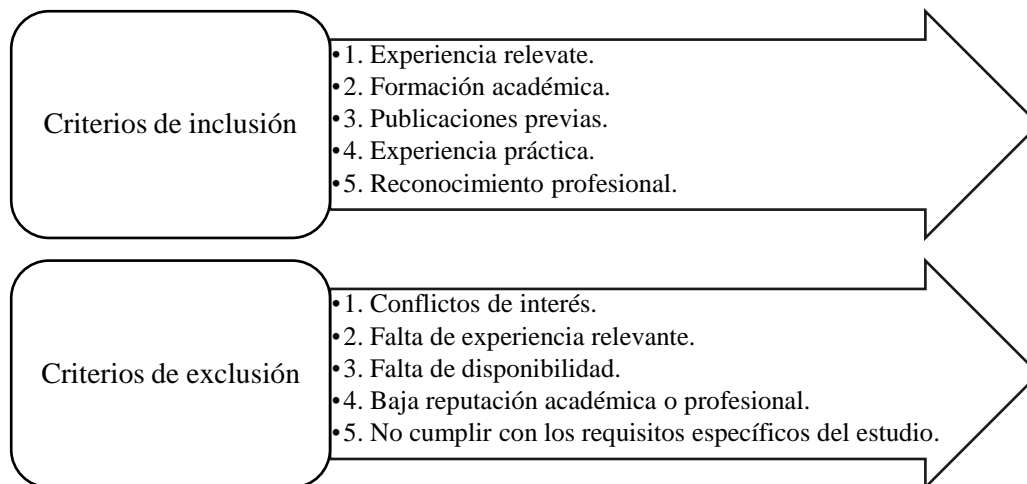 Criterios de inclusión
•1. Experiencia relevate.
•2. Formación académica.
•3. Publicaciones previas.
•4. Experiencia práctica.
•5. Reconocimiento profesional.
Criterios de exclusión
•1. Conflictos de interés.
•2. Falta de experiencia relevante.
•3. Falta de disponibilidad.
•4. Baja reputación académica o profesional.
•5. No cumplir con los requisitos específicos del estudio.